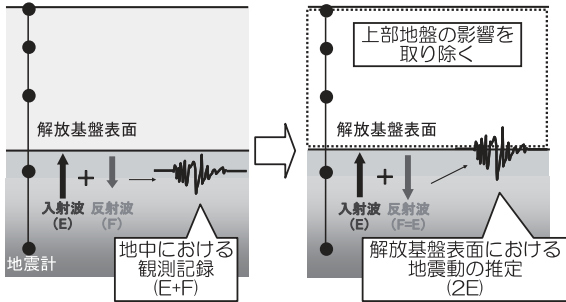 解放基盤表面
+
入射波
(E)
反射波
(F)
地震計
地中における
観測記録
(E+F)
上部地盤の影響を
取り除く
解放基盤表面
+
入射波
(E)
反射波
(F=E)
解放基盤表面における
地震動の推定
(2E)